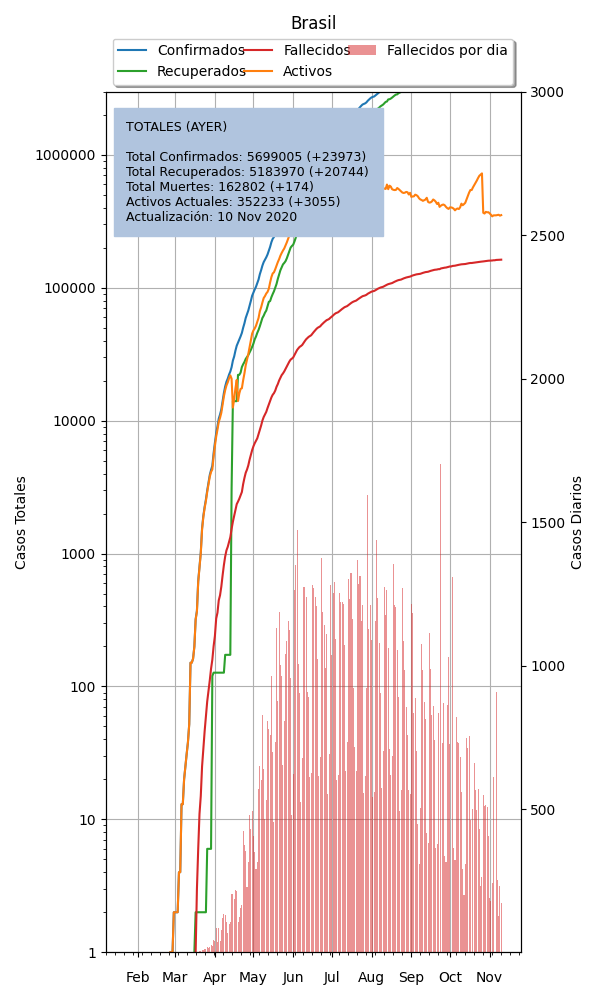 Brasil
Confirmados Fallecidos Fallecidos por dia
Recuperados Activos
TOTALES (AYER)
Total Confirmados: 5699005 (+23973)
Total Recuperados: 5183970 (+20744)
Total Muertes: 162802 (+174)
Activos Actuales: 352233 (+3055)
Actualización: 10 Nov 2020
Casos Totales
1000000
100000
10000
1000
100
10
1
3000
2500
2000
1500
1000
500
Casos Diarios
Feb Mar Apr May Jun Jul Aug Sep Oct Nov